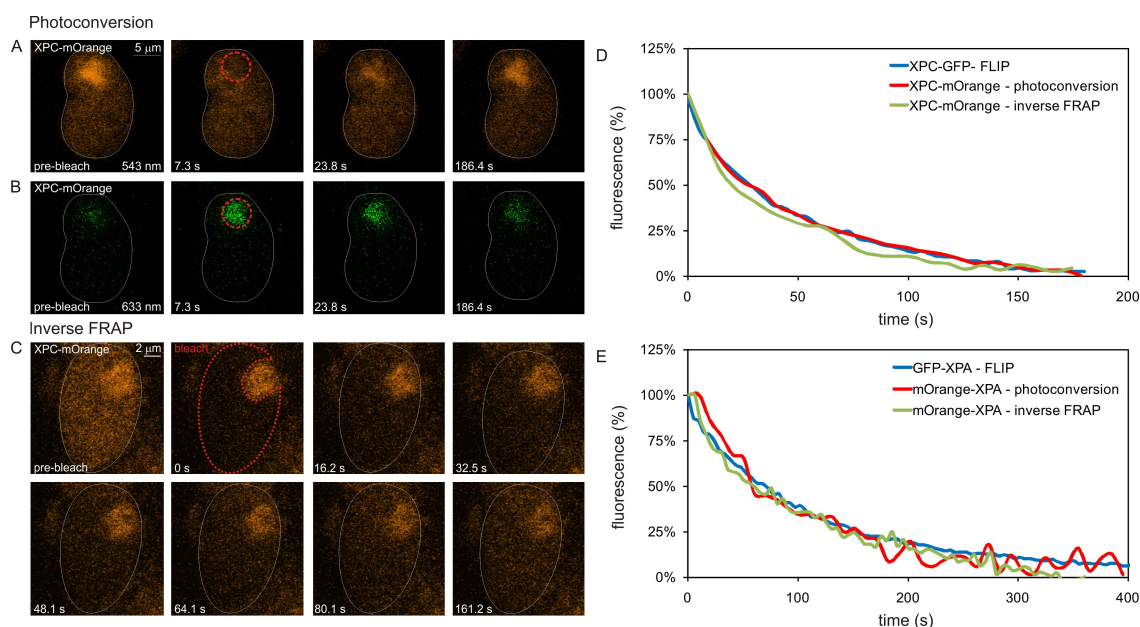 Photoconversion
A
XPC-mOrange 5 μm
pre-bleach 543 nm
7.3 s
23.8 s
186.4 s
B
XPC-mOrange
pre-bleach 633 nm
7.3 s
23.8 s
186.4 s
Inverse FRAP
C
XPC-mOrange 2 μm
pre-bleach
bleach
0 s
16.2 s
32.5 s
48.1 s
64.1 s
80.1 s
161.2 s
D
125%
100%
75%
50%
25%
0%
fluorescence (%)
XPC-GFP- FLIP
XPC-mOrange - photoconversion
XPC-mOrange - inverse FRAP
0 50 100 150 200
time (s)
E
125%
100%
75%
50%
25%
0%
fluorescence (%)
GFP-XPA - FLIP
mOrange-XPA - photoconversion
mOrange-XPA - inverse FRAP
0 100 200 300 400
time (s)